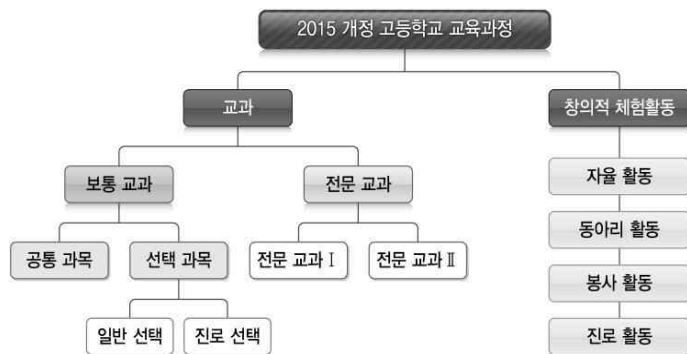 2015 개정 고등학교 교육과정
교과
창의적 체험활동
보통 교과
전문 교과
자율 활동
공통 과목
선택 과목
전문 교과 Ⅰ
전문 교과 Ⅱ
동아리 활동
봉사 활동
일반 선택
진로 선택
진로 활동